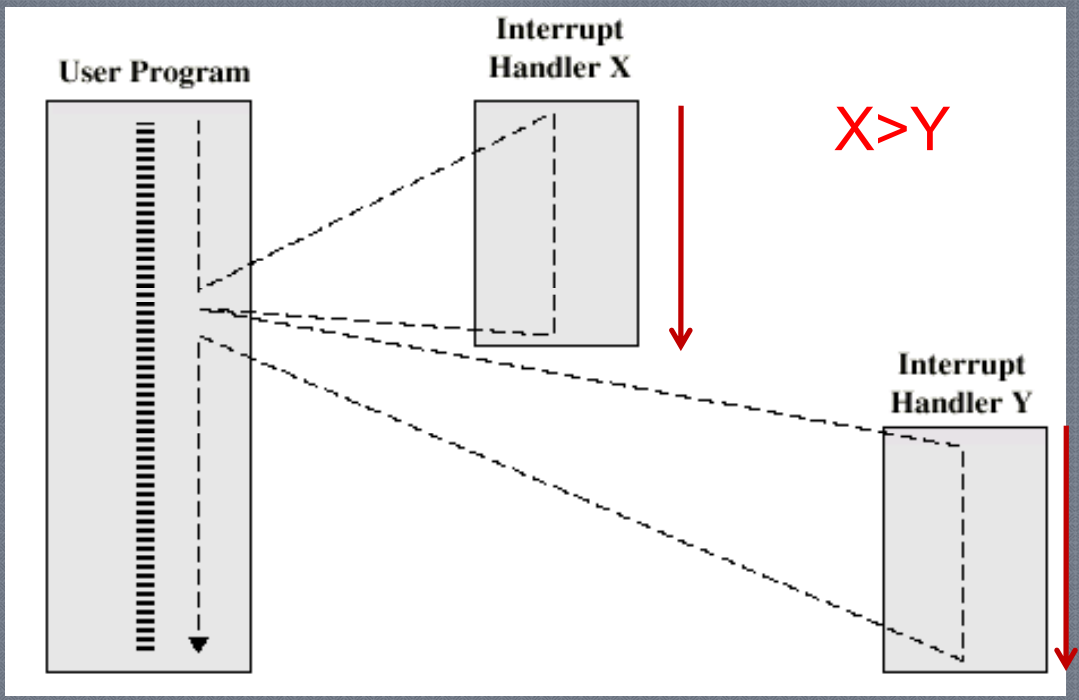 User Program
Interrupt
Handler X
X>Y
Interrupt
Handler Y